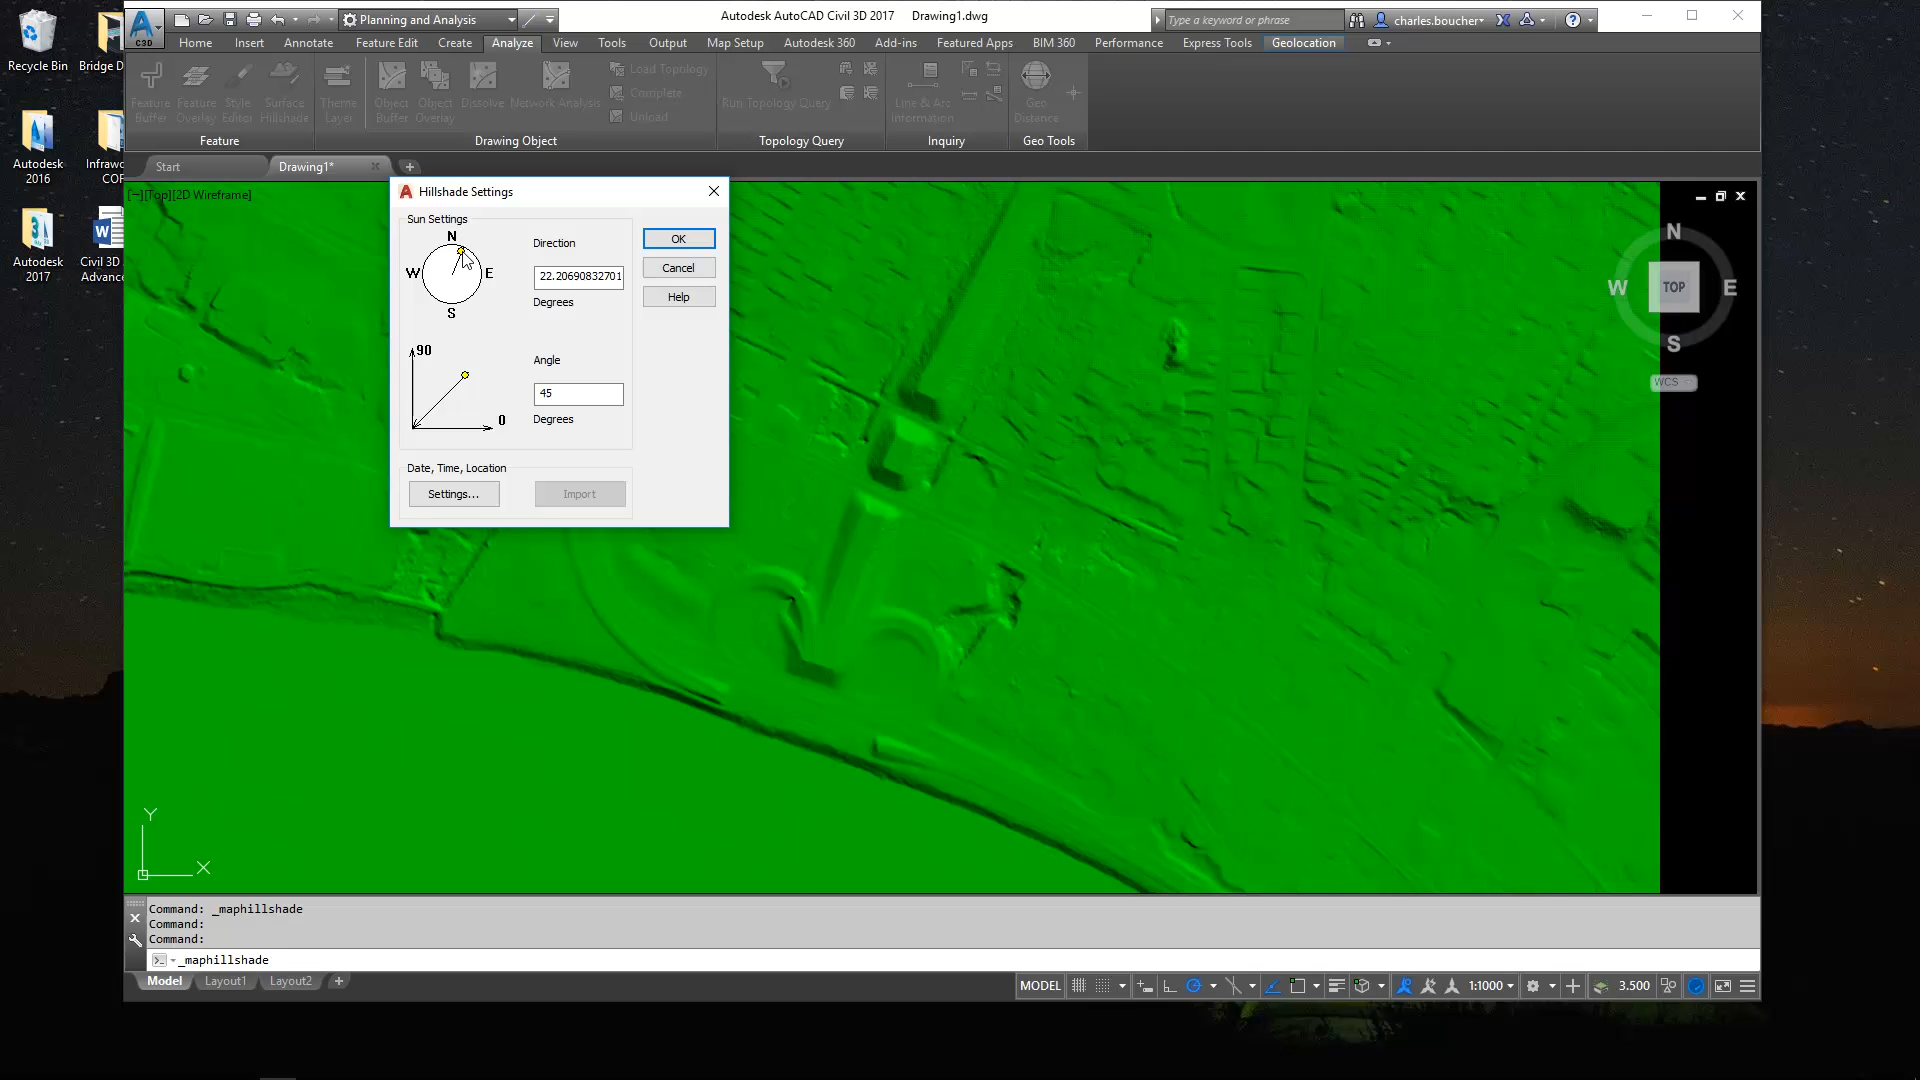 Recycle Bin
Bridge D
Autodesk
2016
Infrawo
COF
Autodesk
2017
Civil 3D
Advance
C3D
Planning and Analysis
Autodesk AutoCAD Civil 3D 2017 Drawing1.dwg
Type a keyword or phrase
charles.boucher
Home Insert Annotate Feature Edit Create Analyze View Tools Output Map Setup Autodesk 360 Add-ins Featured Apps BIM 360 Performance Express Tools Geolocation
Feature
Buffer
Feature
Overlay
Style
Editor
Surface
Hillshade
Theme
Layer
Object
Buffer
Object
Overlay
Dissolve
Network Analysis
Load Topology
Complete
Unload
Run Topology Query
Line & Arc
Information
Geo
Distance
Feature
Drawing Object
Topology Query
Inquiry
Geo Tools
Start
Drawing1*
[−][Top][2D Wireframe]
Hillshade Settings
Sun Settings
N
W
E
S
Direction
22.20690832701
Degrees
OK
Cancel
Help
90
0
Angle
45
Degrees
Date, Time, Location
Settings...
Import
N
W
TOP
E
S
WCS
Y
X
Command: _maphillshade
Command:
Command:
_maphillshade
Model
Layout1
Layout2
MODEL
1:1000
3.500